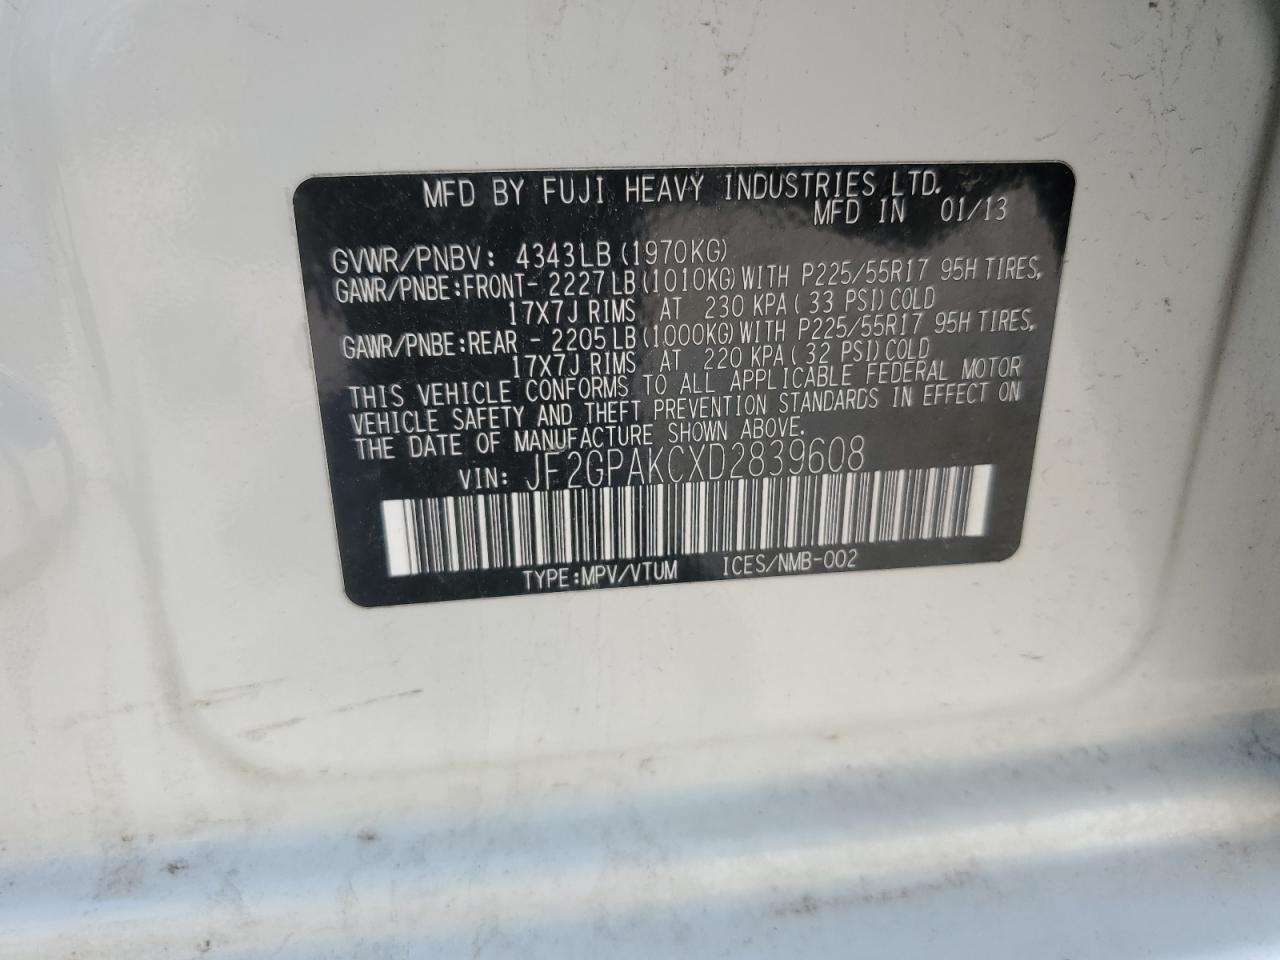 MFD BY FUJI HEAVY INDUSTRIES LTD.
MFD IN 01/13
GVWR/PNBV: 4343LB(1970KG)
GAWR/PNBE:FRONT- 2227LB(1010KG)WITH P225/55R17 95H TIRES,
17X7J RIMS AT 230 KPA( 33 PSI)COLD
GAWR/PNBE:REAR - 2205LB(1000KG)WITH P225/55R17 95H TIRES,
17X7J RIMS AT 220 KPA( 32 PSI)COLD
THIS VEHICLE CONFORMS TO ALL APPLICABLE FEDERAL MOTOR
VEHICLE SAFETY AND THEFT PREVENTION STANDARDS IN EFFECT ON
THE DATE OF MANUFACTURE SHOWN ABOVE.
VIN: JF2GPAKCXD2839608
TYPE:MPV/VTUM ICES/NMB-002